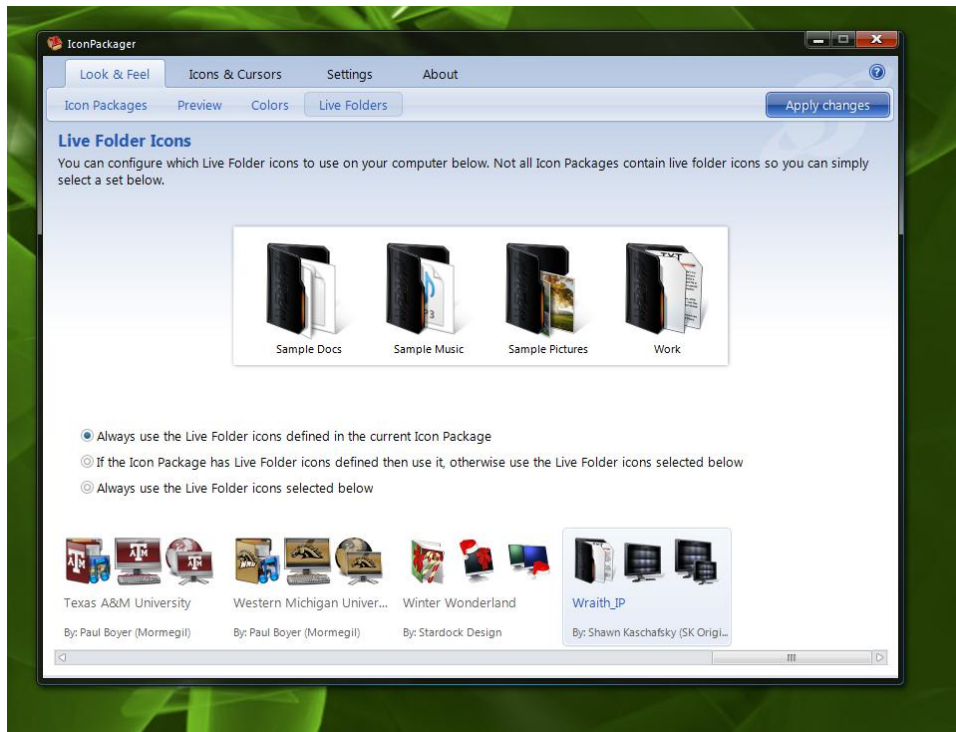 IconPackager
Look & Feel Icons & Cursors Settings About
Icon Packages Preview Colors Live Folders Apply changes
Live Folder Icons
You can configure which Live Folder icons to use on your computer below. Not all Icon Packages contain live folder icons so you can simply
select a set below.
TXT
Sample Docs Sample Music Sample Pictures Work
Always use the Live Folder icons defined in the current Icon Package
If the Icon Package has Live Folder icons defined then use it, otherwise use the Live Folder icons selected below
Always use the Live Folder icons selected below
Texas A&M University Western Michigan Univer... Winter Wonderland Wraith_IP
By: Paul Boyer (Mormegil) By: Paul Boyer (Mormegil) By: Stardock Design By: Shawn Kaschafsky (SK Origi...